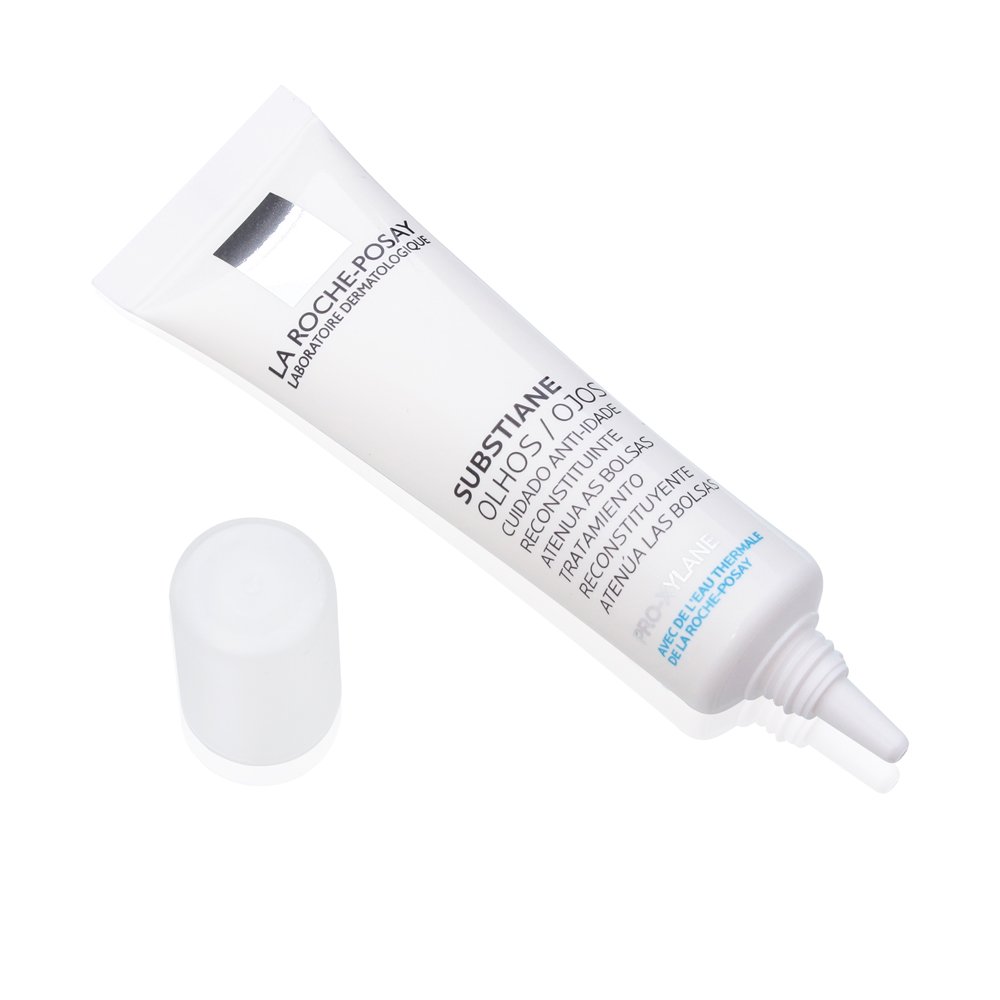 LA ROCHE-POSAY
LABORATOIRE DERMATOLOGIQUE
SUBSTIANE
OLHOS / OJOS
CUIDADO ANTI-IDADE
RECONSTITUINTE
ATENUA AS BOLSAS
TRATAMIENTO
RECONSTITUYENTE
ATENÚA LAS BOLSAS
PRO-XYLANE
AVEC DE L'EAU THERMALE
DE LA ROCHE-POSAY